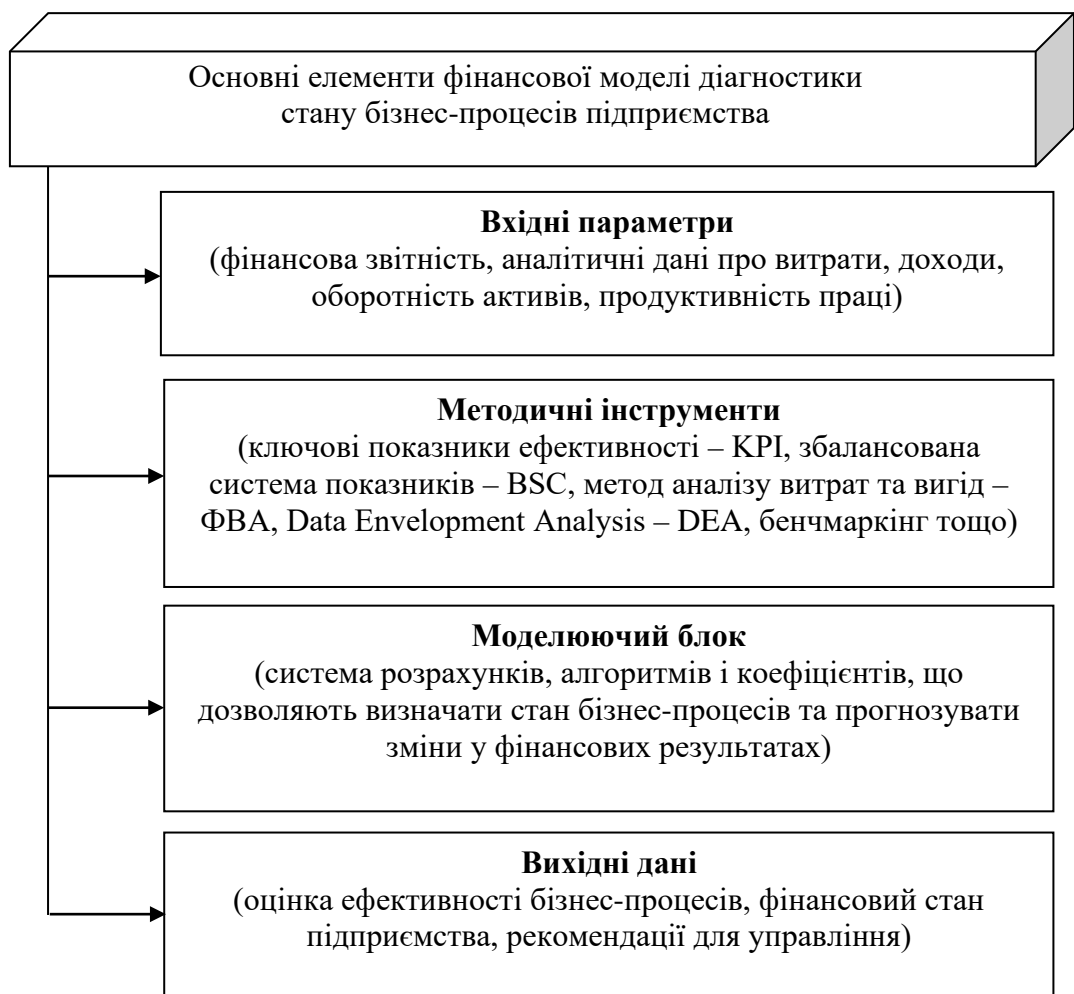 Основні елементи фінансової моделі діагностики
стану бізнес-процесів підприємства
Вхідні параметри
(фінансова звітність, аналітичні дані про витрати, доходи,
оборотність активів, продуктивність праці)
Методичні інструменти
(ключові показники ефективності – KPI, збалансована
система показників – BSC, метод аналізу витрат та вигід –
ФВА, Data Envelopment Analysis – DEA, бенчмаркінг тощо)
Моделюючий блок
(система розрахунків, алгоритмів і коефіцієнтів, що
дозволяють визначати стан бізнес-процесів та прогнозувати
зміни у фінансових результатах)
Вихідні дані
(оцінка ефективності бізнес-процесів, фінансовий стан
підприємства, рекомендації для управління)